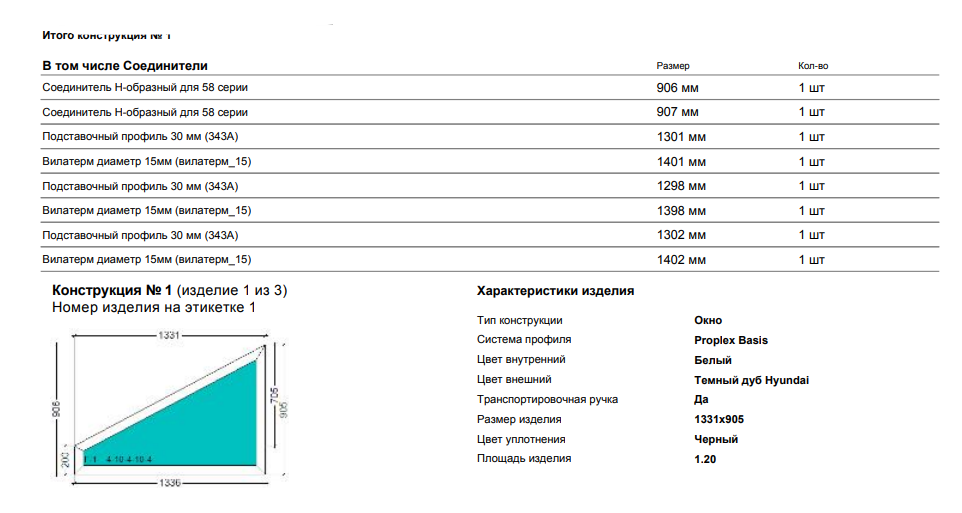 Итого конструкция № 1
В том числе Соединители Размер Кол-во
Соединитель Н-образный для 58 серии 906 мм 1 шт
Соединитель Н-образный для 58 серии 907 мм 1 шт
Подставочный профиль 30 мм (343А) 1301 мм 1 шт
Вилатерм диаметр 15мм (вилатерм_15) 1401 мм 1 шт
Подставочный профиль 30 мм (343А) 1298 мм 1 шт
Вилатерм диаметр 15мм (вилатерм_15) 1398 мм 1 шт
Подставочный профиль 30 мм (343А) 1302 мм 1 шт
Вилатерм диаметр 15мм (вилатерм_15) 1402 мм 1 шт
Конструкция № 1 (изделие 1 из 3)
Номер изделия на этикетке 1
1331
906
200
705
905
4-10-4-10-4
1336
Характеристики изделия
Тип конструкции Окно
Система профиля Proplex Basis
Цвет внутренний Белый
Цвет внешний Темный дуб Hyundai
Транспортировочная ручка Да
Размер изделия 1331x905
Цвет уплотнения Черный
Площадь изделия 1.20